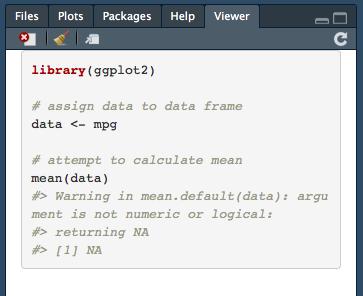 Files Plots Packages Help Viewer
library(ggplot2)
# assign data to data frame
data <- mpg
# attempt to calculate mean
mean(data)
#> Warning in mean.default(data): argu
ment is not numeric or logical:
#> returning NA
#> [1] NA